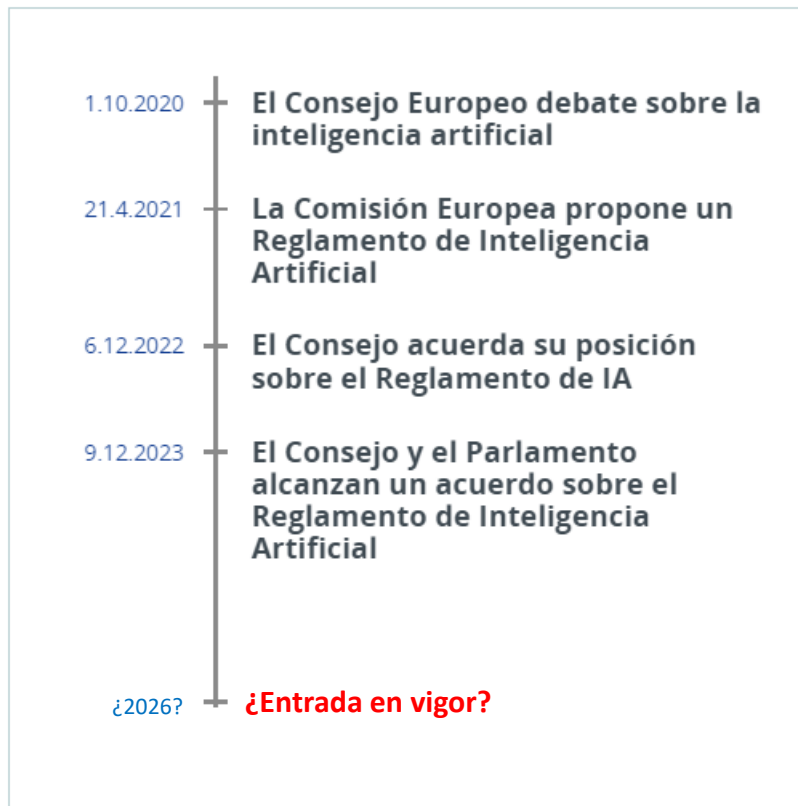 1.10.2020
El Consejo Europeo debate sobre la
inteligencia artificial
21.4.2021
La Comisión Europea propone un
Reglamento de Inteligencia
Artificial
6.12.2022
El Consejo acuerda su posición
sobre el Reglamento de IA
9.12.2023
El Consejo y el Parlamento
alcanzan un acuerdo sobre el
Reglamento de Inteligencia
Artificial
¿2026?
¿Entrada en vigor?